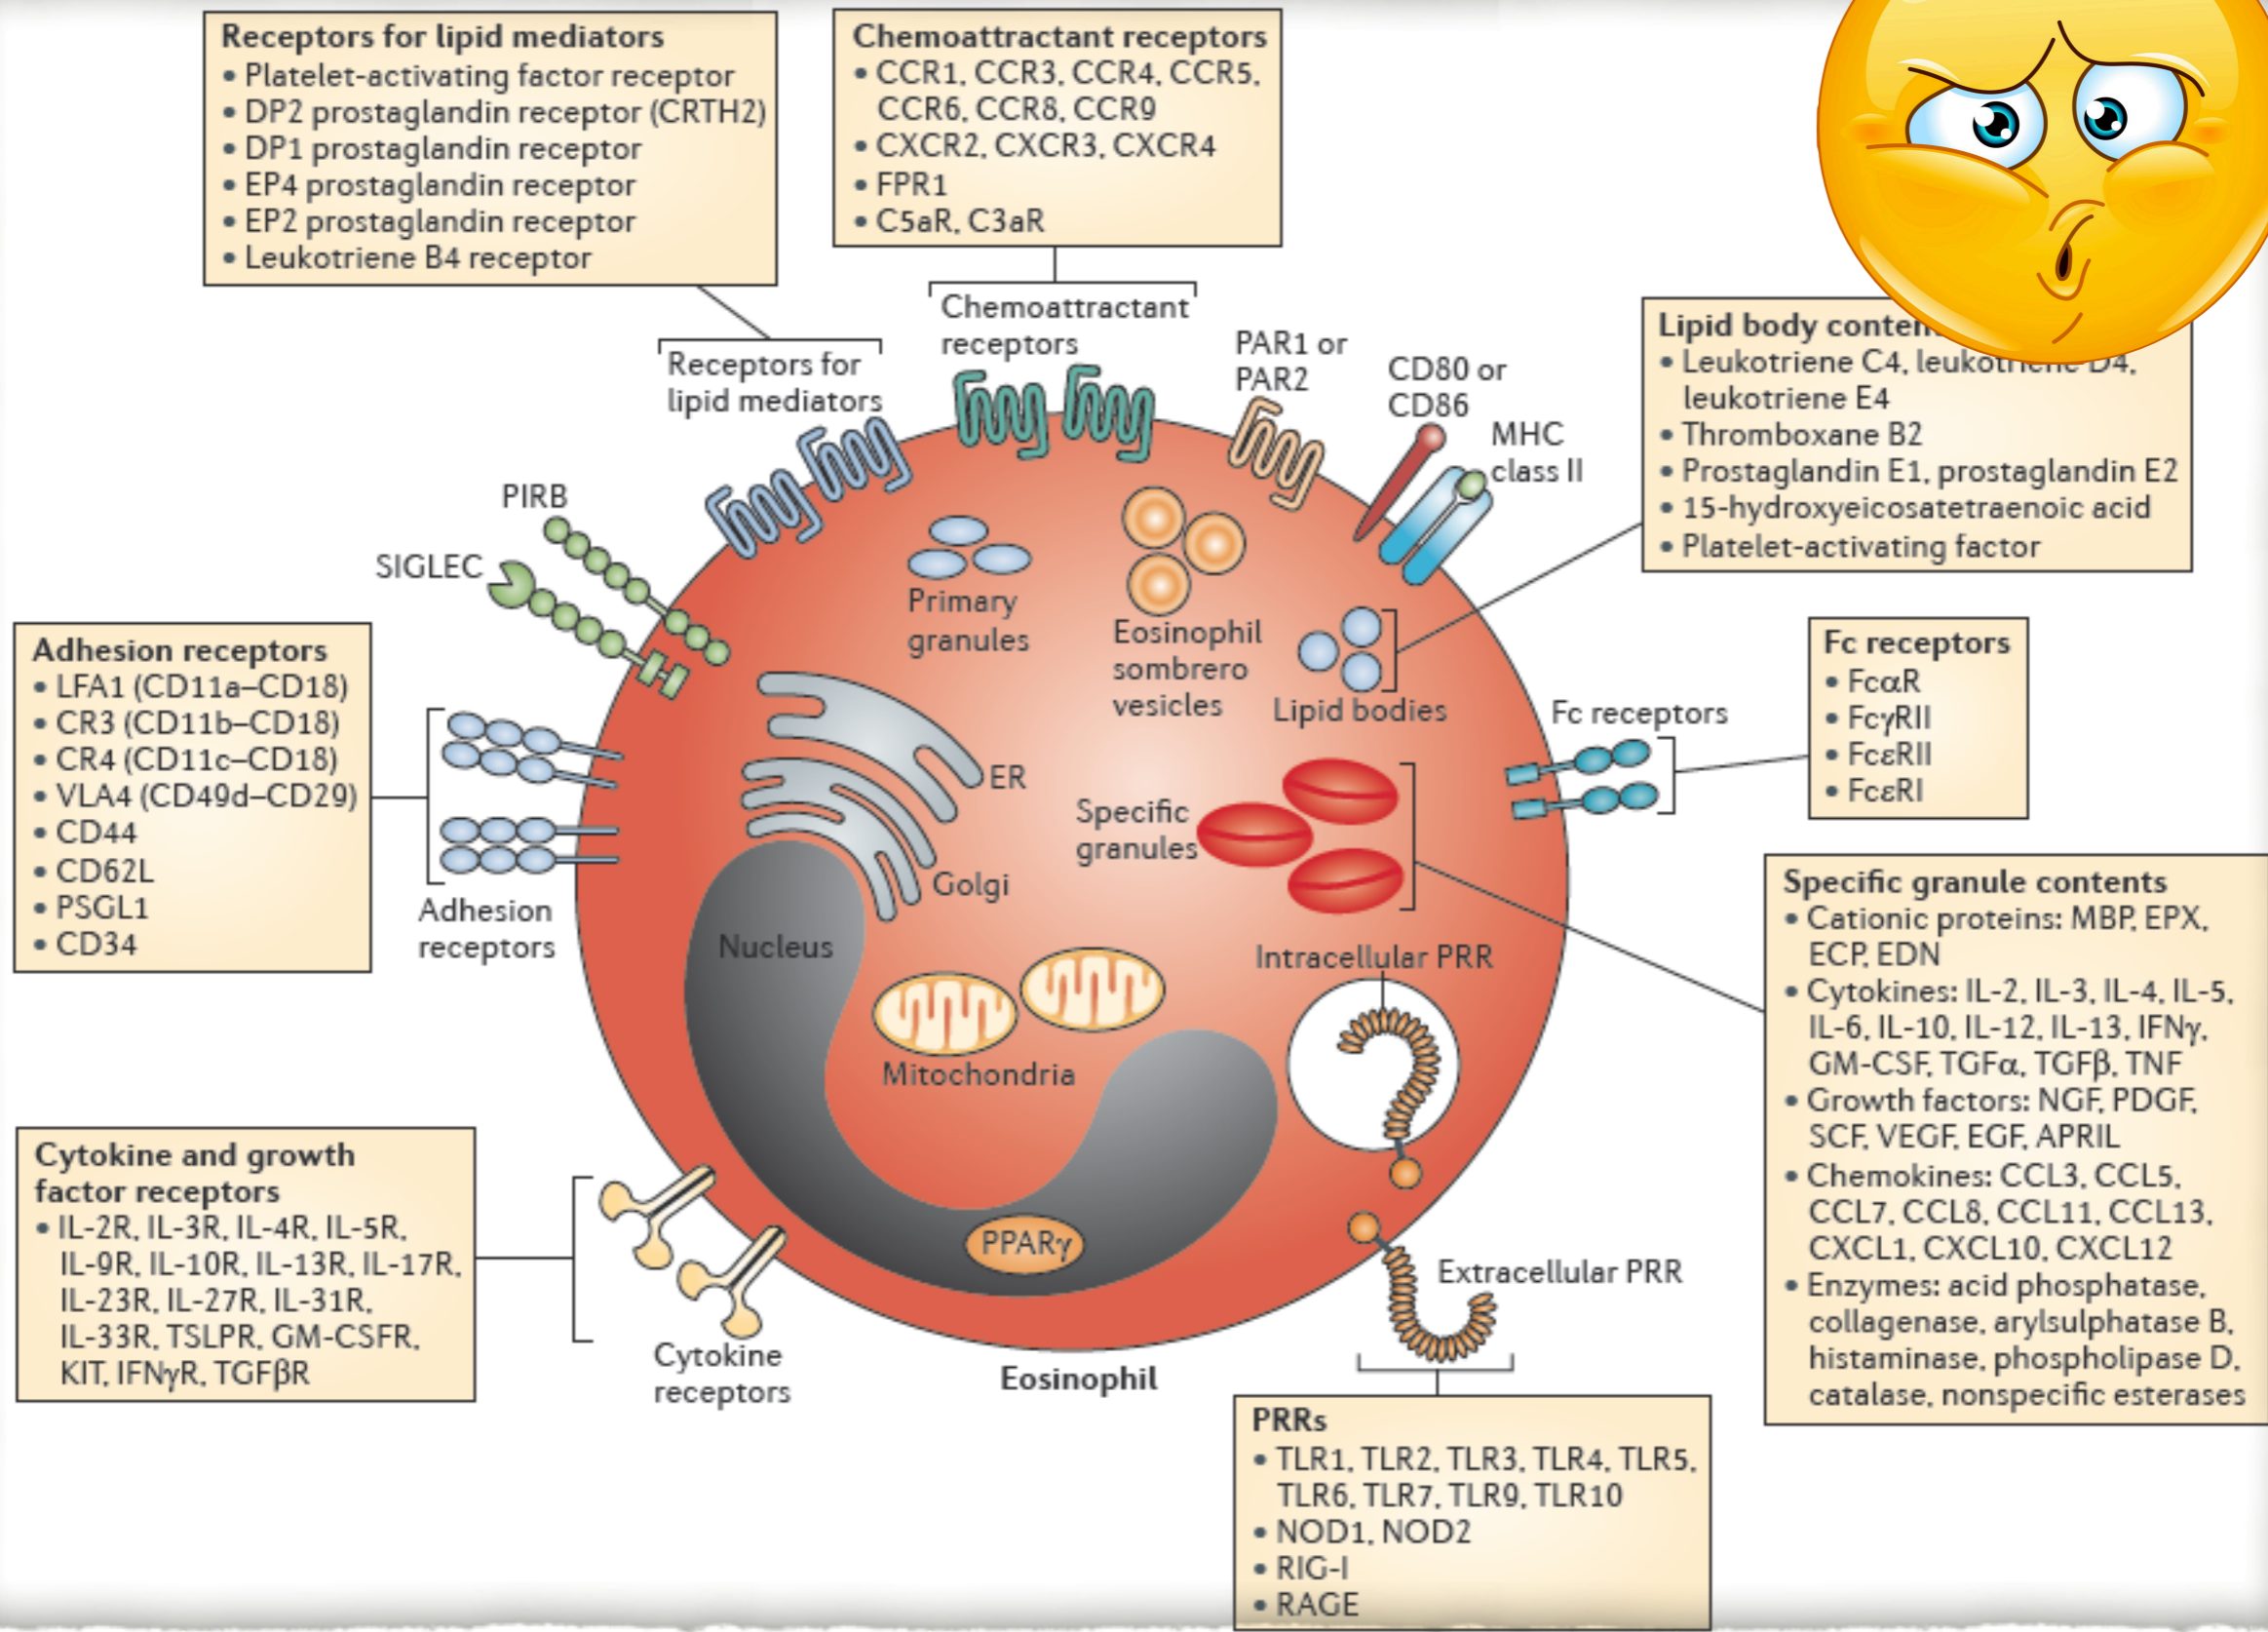 Receptors for lipid mediators
• Platelet-activating factor receptor
• DP2 prostaglandin receptor (CRTH2)
• DP1 prostaglandin receptor
• EP4 prostaglandin receptor
• EP2 prostaglandin receptor
• Leukotriene B4 receptor
Chemoattractant receptors
• CCR1, CCR3, CCR4, CCR5,
CCR6, CCR8, CCR9
• CXCR2, CXCR3, CXCR4
• FPR1
• C5aR, C3aR
Receptors for
lipid mediators
Chemoattractant
receptors
PAR1 or
PAR2
CD80 or
CD86
MHC
class II
Lipid body
• Leukotriene C4, D4,
leukotriene E4
• Thromboxane B2
• Prostaglandin E1, prostaglandin E2
• 15-hydroxyeicosatetraenoic acid
• Platelet-activating factor
PIRB
SIGLEC
Primary
granules
Eosinophil
sombrero
vesicles
Lipid bodies
Adhesion receptors
• LFA1 (CD11a–CD18)
• CR3 (CD11b–CD18)
• CR4 (CD11c–CD18)
• VLA4 (CD49d–CD29)
• CD44
• CD62L
• PSGL1
• CD34
Adhesion
receptors
Fc receptors
Fc receptors
• FcαR
• FcγRII
• FcεRII
• FcεRI
ER
Golgi
Specific
granules
Nucleus
Mitochondria
Intracellular PRR
Specific granule contents
• Cationic proteins: MBP, EPX,
ECP, EDN
• Cytokines: IL-2, IL-3, IL-4, IL-5,
IL-6, IL-10, IL-12, IL-13, IFNγ,
GM-CSF, TGFα, TGFβ, TNF
• Growth factors: NGF, PDGF,
SCF, VEGF, EGF, APRIL
• Chemokines: CCL3, CCL5,
CCL7, CCL8, CCL11, CCL13,
CXCL1, CXCL10, CXCL12
• Enzymes: acid phosphatase,
collagenase, arylsulphatase B,
histaminase, phospholipase D,
catalase, nonspecific esterases
Cytokine and growth
factor receptors
• IL-2R, IL-3R, IL-4R, IL-5R,
IL-9R, IL-10R, IL-13R, IL-17R,
IL-23R, IL-27R, IL-31R,
IL-33R, TSLPR, GM-CSFR,
KIT, IFNγR, TGFβR
Cytokine
receptors
PPARγ
Eosinophil
Extracellular PRR
PRRs
• TLR1, TLR2, TLR3, TLR4, TLR5,
TLR6, TLR7, TLR9, TLR10
• NOD1, NOD2
• RIG-I
• RAGE